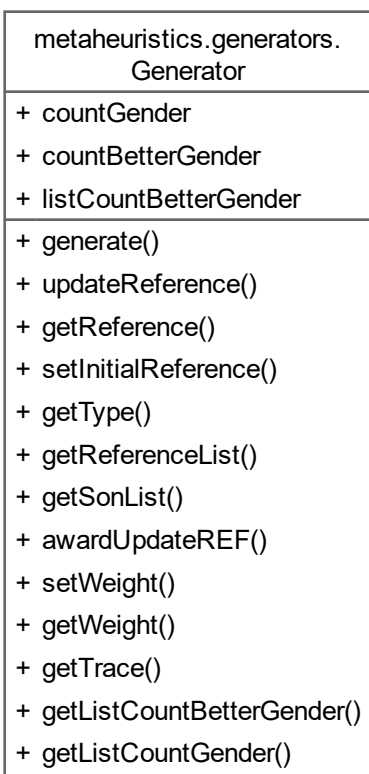 metaheuristics.generators.
Generator
+ countGender
+ countBetterGender
+ listCountBetterGender
+ generate()
+ updateReference()
+ getReference()
+ setInitialReference()
+ getType()
+ getReferenceList()
+ getSonList()
+ awardUpdateREF()
+ setWeight()
+ getWeight()
+ getTrace()
+ getListCountBetterGender()
+ getListCountGender()